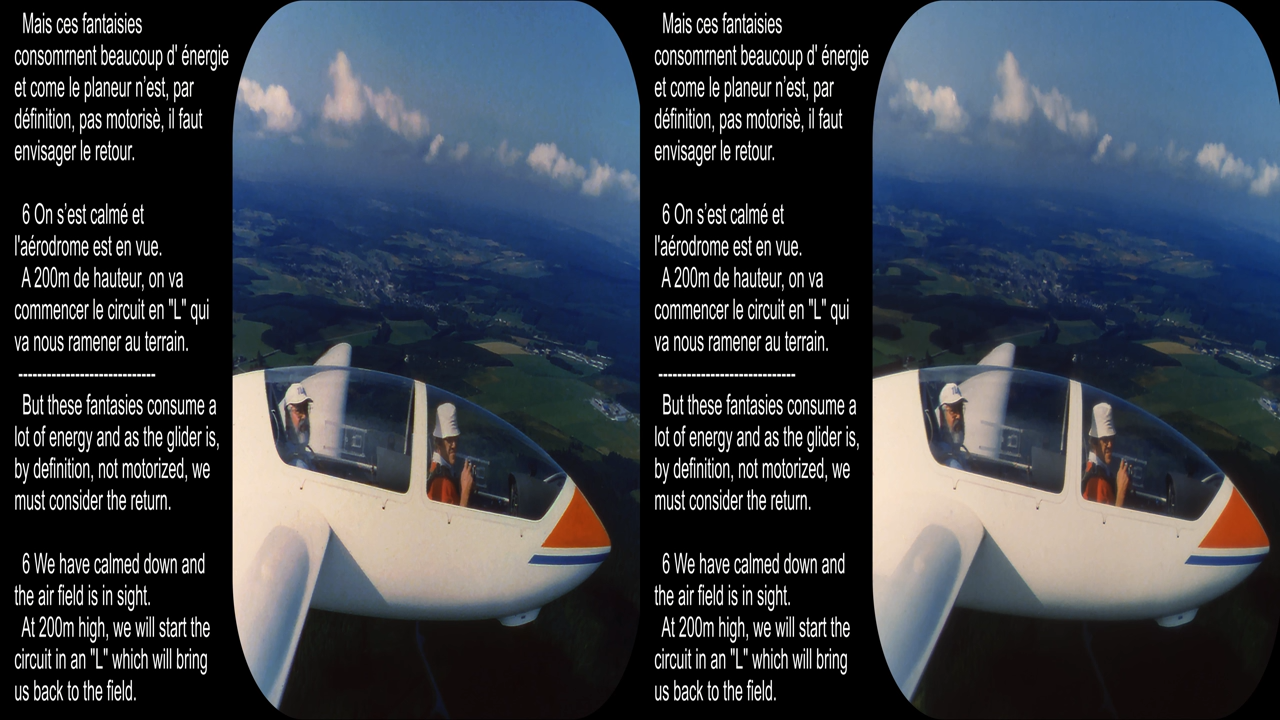 Mais ces fantaisies
consomrnent beaucoup d' énergie
et come le planeur n'est, par
définition, pas motorisè, il faut
envisager le retour.
6 On s'est calmé et
l'aérodrome est en vue.
A 200m de hauteur, on va
commencer le circuit en "L" qui
va nous ramener au terrain.
-----------------------------
But these fantasies consume a
lot of energy and as the glider is,
by definition, not motorized, we
must consider the return.
6 We have calmed down and
the air field is in sight.
At 200m high, we will start the
circuit in an "L" which will bring
us back to the field.
Mais ces fantaisies
consomrnent beaucoup d' énergie
et come le planeur n'est, par
définition, pas motorisè, il faut
envisager le retour.
6 On s'est calmé et
l'aérodrome est en vue.
A 200m de hauteur, on va
commencer le circuit en "L" qui
va nous ramener au terrain.
-----------------------------
But these fantasies consume a
lot of energy and as the glider is,
by definition, not motorized, we
must consider the return.
6 We have calmed down and
the air field is in sight.
At 200m high, we will start the
circuit in an "L" which will bring
us back to the field.